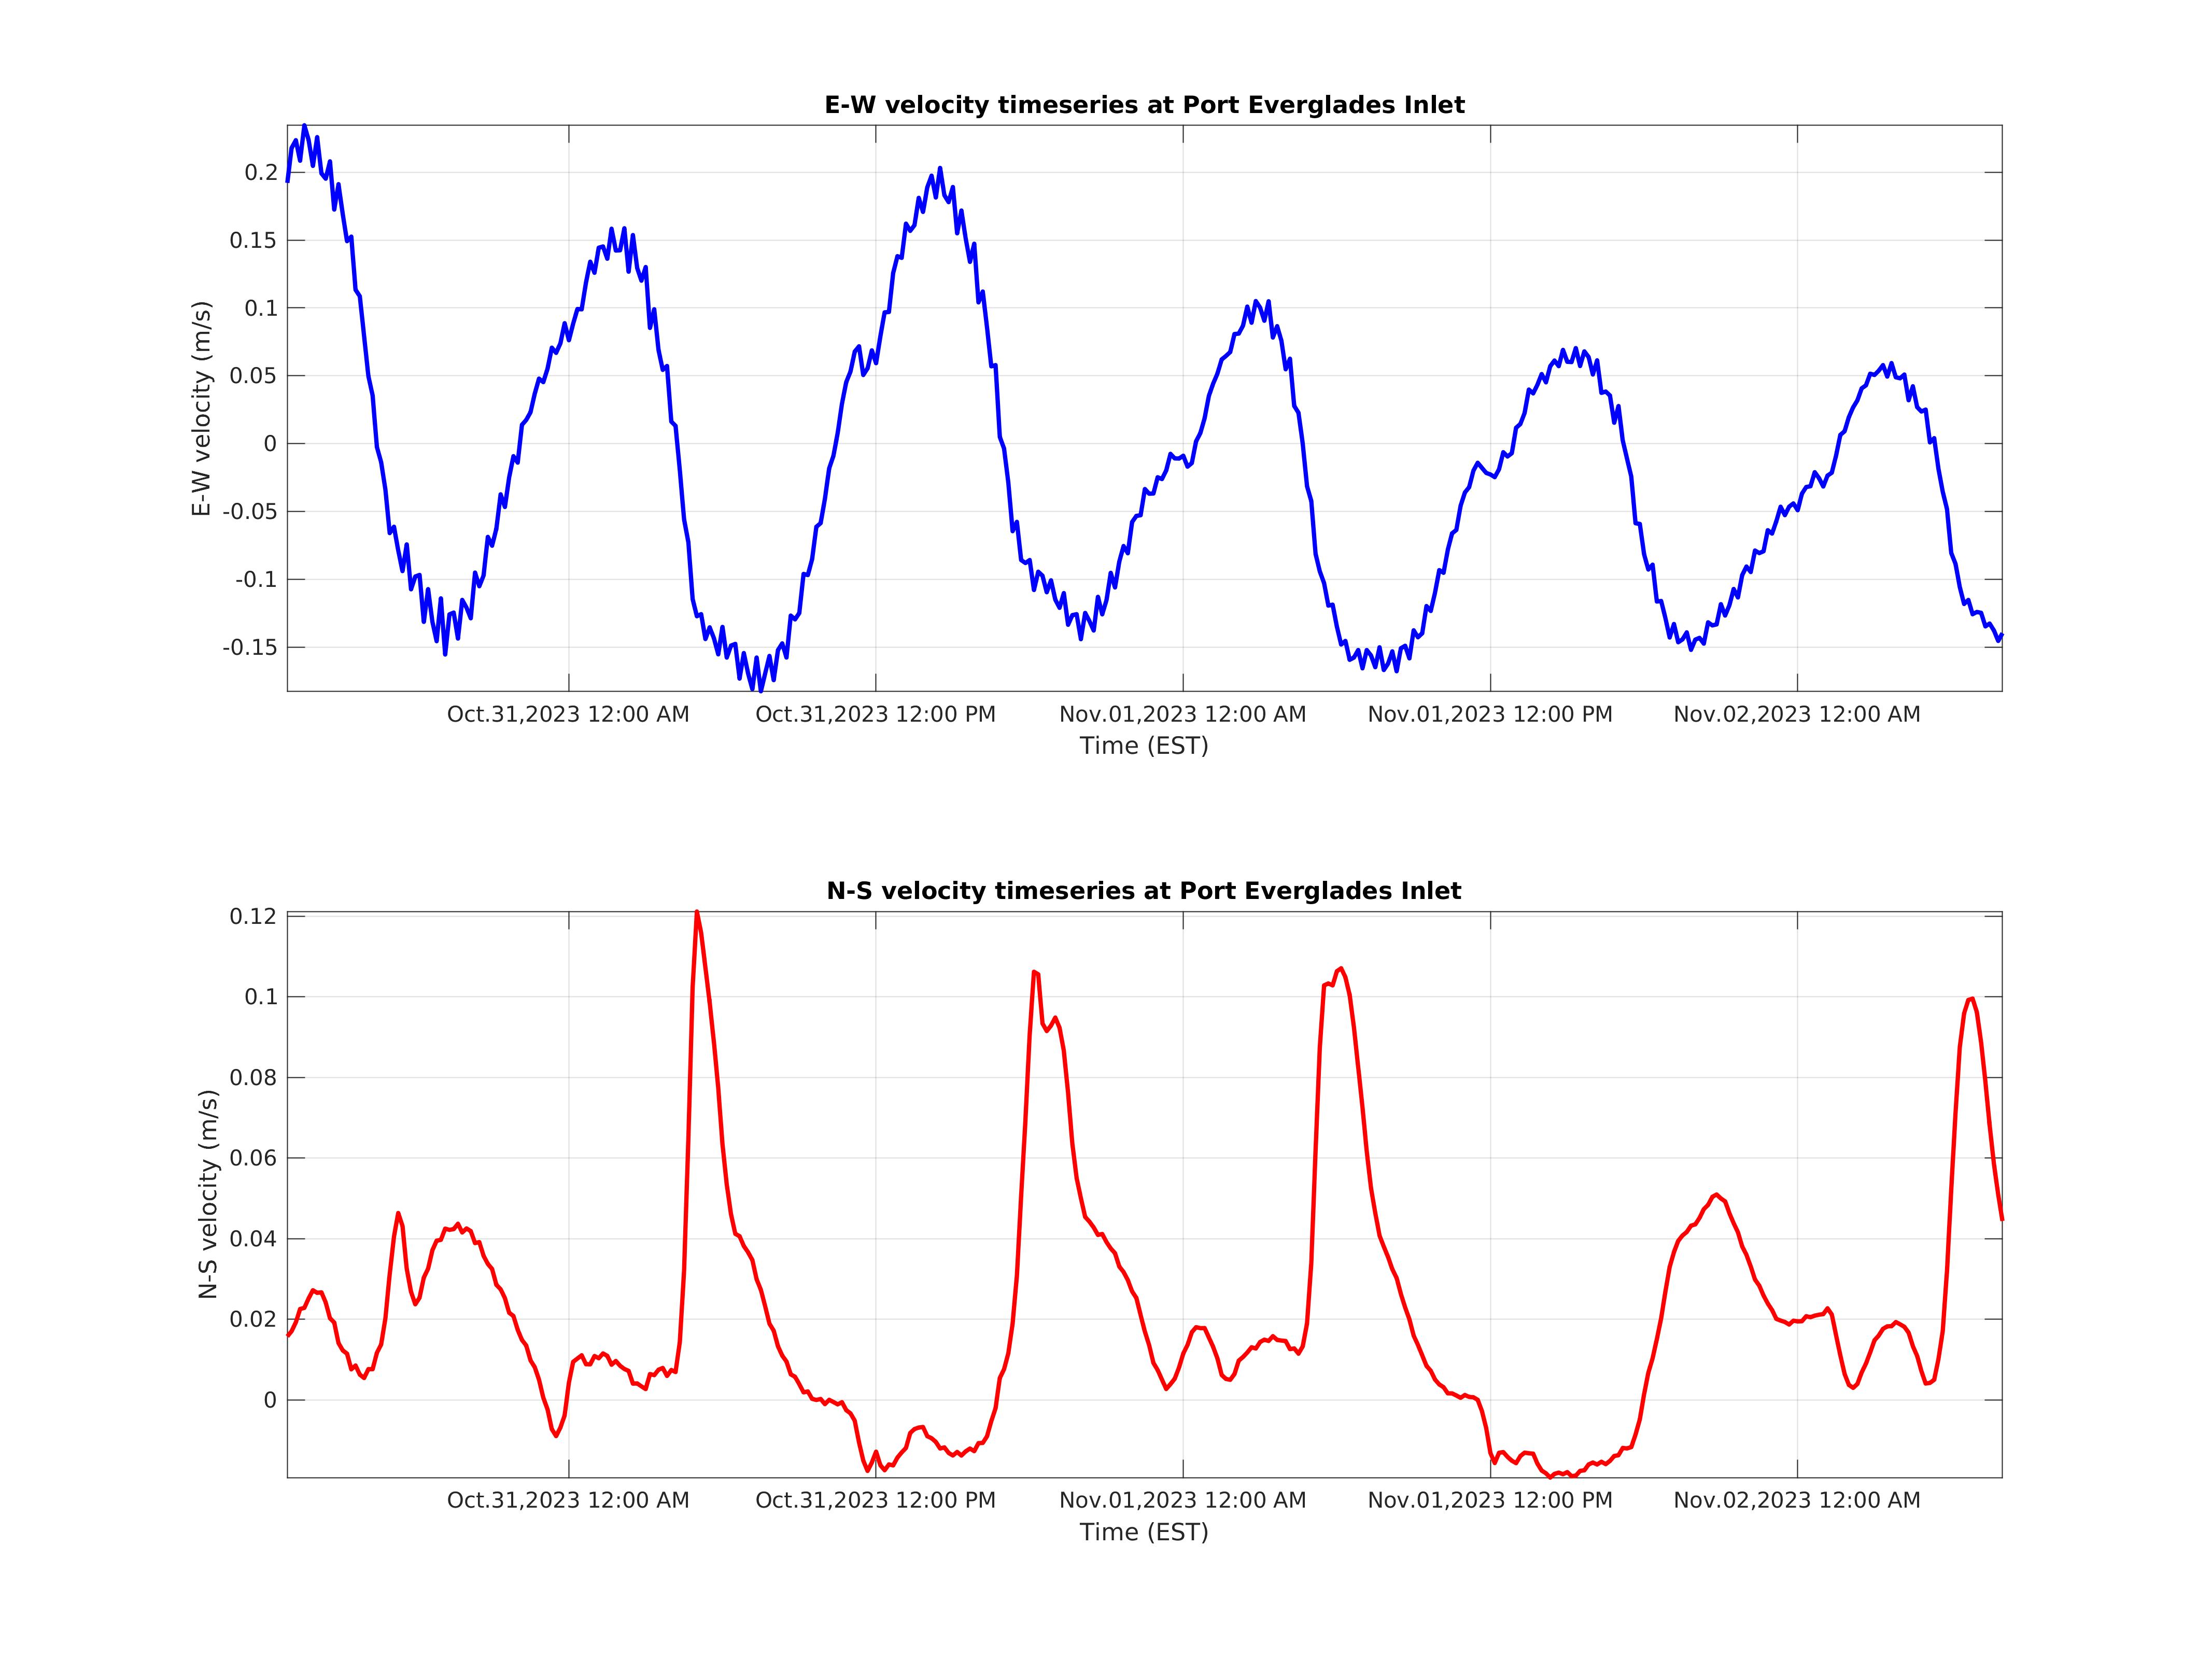 E-W velocity timeseries at Port Everglades Inlet
E-W velocity (m/s)
0.2
0.15
0.1
0.05
0
-0.05
-0.1
-0.15
Oct.31,2023 12:00 AM Oct.31,2023 12:00 PM Nov.01,2023 12:00 AM Nov.01,2023 12:00 PM Nov.02,2023 12:00 AM
Time (EST)
N-S velocity timeseries at Port Everglades Inlet
N-S velocity (m/s)
0.12
0.1
0.08
0.06
0.04
0.02
0
Oct.31,2023 12:00 AM Oct.31,2023 12:00 PM Nov.01,2023 12:00 AM Nov.01,2023 12:00 PM Nov.02,2023 12:00 AM
Time (EST)